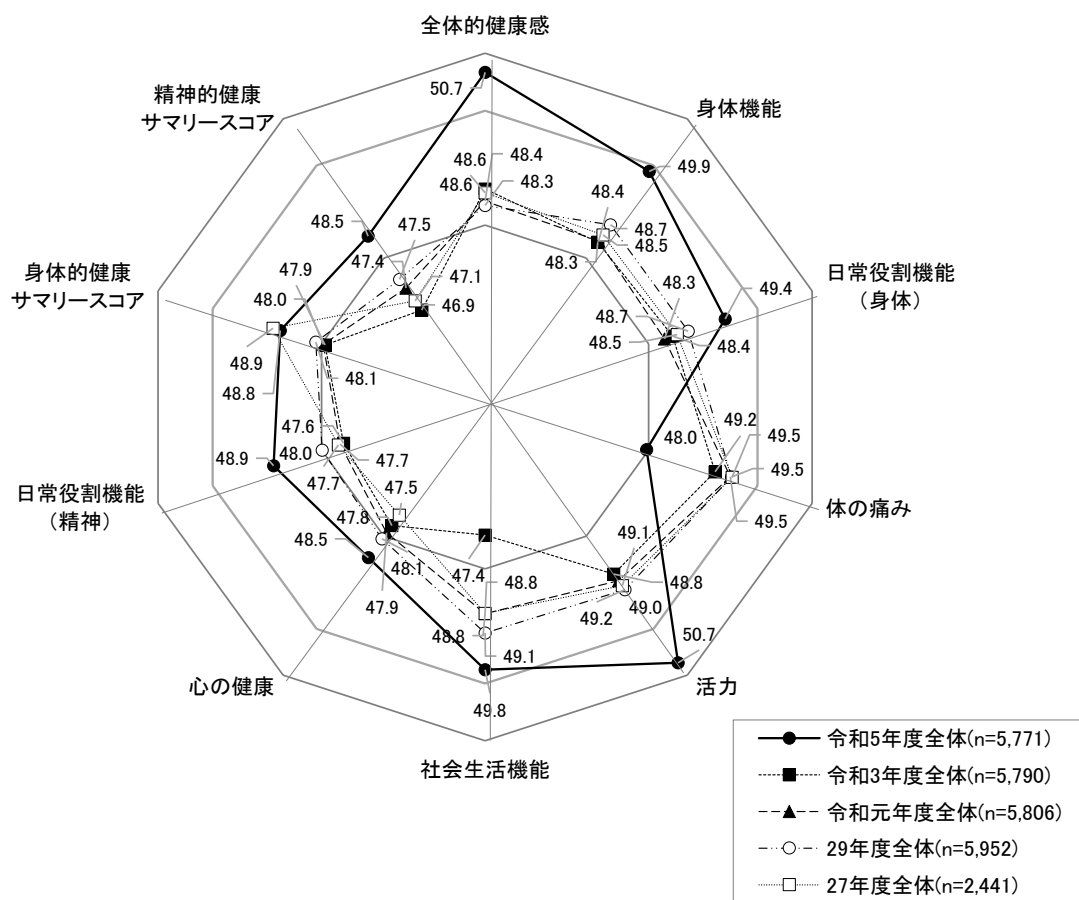 全体的健康感
精神的健康
サマリースコア
身体機能
50.7
48.6
48.4
48.6
48.3
49.9
48.4
48.7
48.5
48.3
身体的健康
サマリースコア
48.5
47.5
47.4
47.1
46.9
47.9
48.0
48.9
48.8
48.1
日常役割機能
（身体）
48.3
49.4
48.7
48.5
48.4
日常役割機能
（精神）
47.6
48.0
47.7
48.9
47.7
体の痛み
48.0
49.2
49.5
49.5
49.5
心の健康
47.5
47.8
48.5
48.1
47.9
社会生活機能
47.4
48.8
48.8
49.1
49.8
活力
49.1
48.8
49.2
49.0
50.7
令和5年度全体(n=5,771)
令和3年度全体(n=5,790)
令和元年度全体(n=5,806)
29年度全体(n=5,952)
27年度全体(n=2,441)